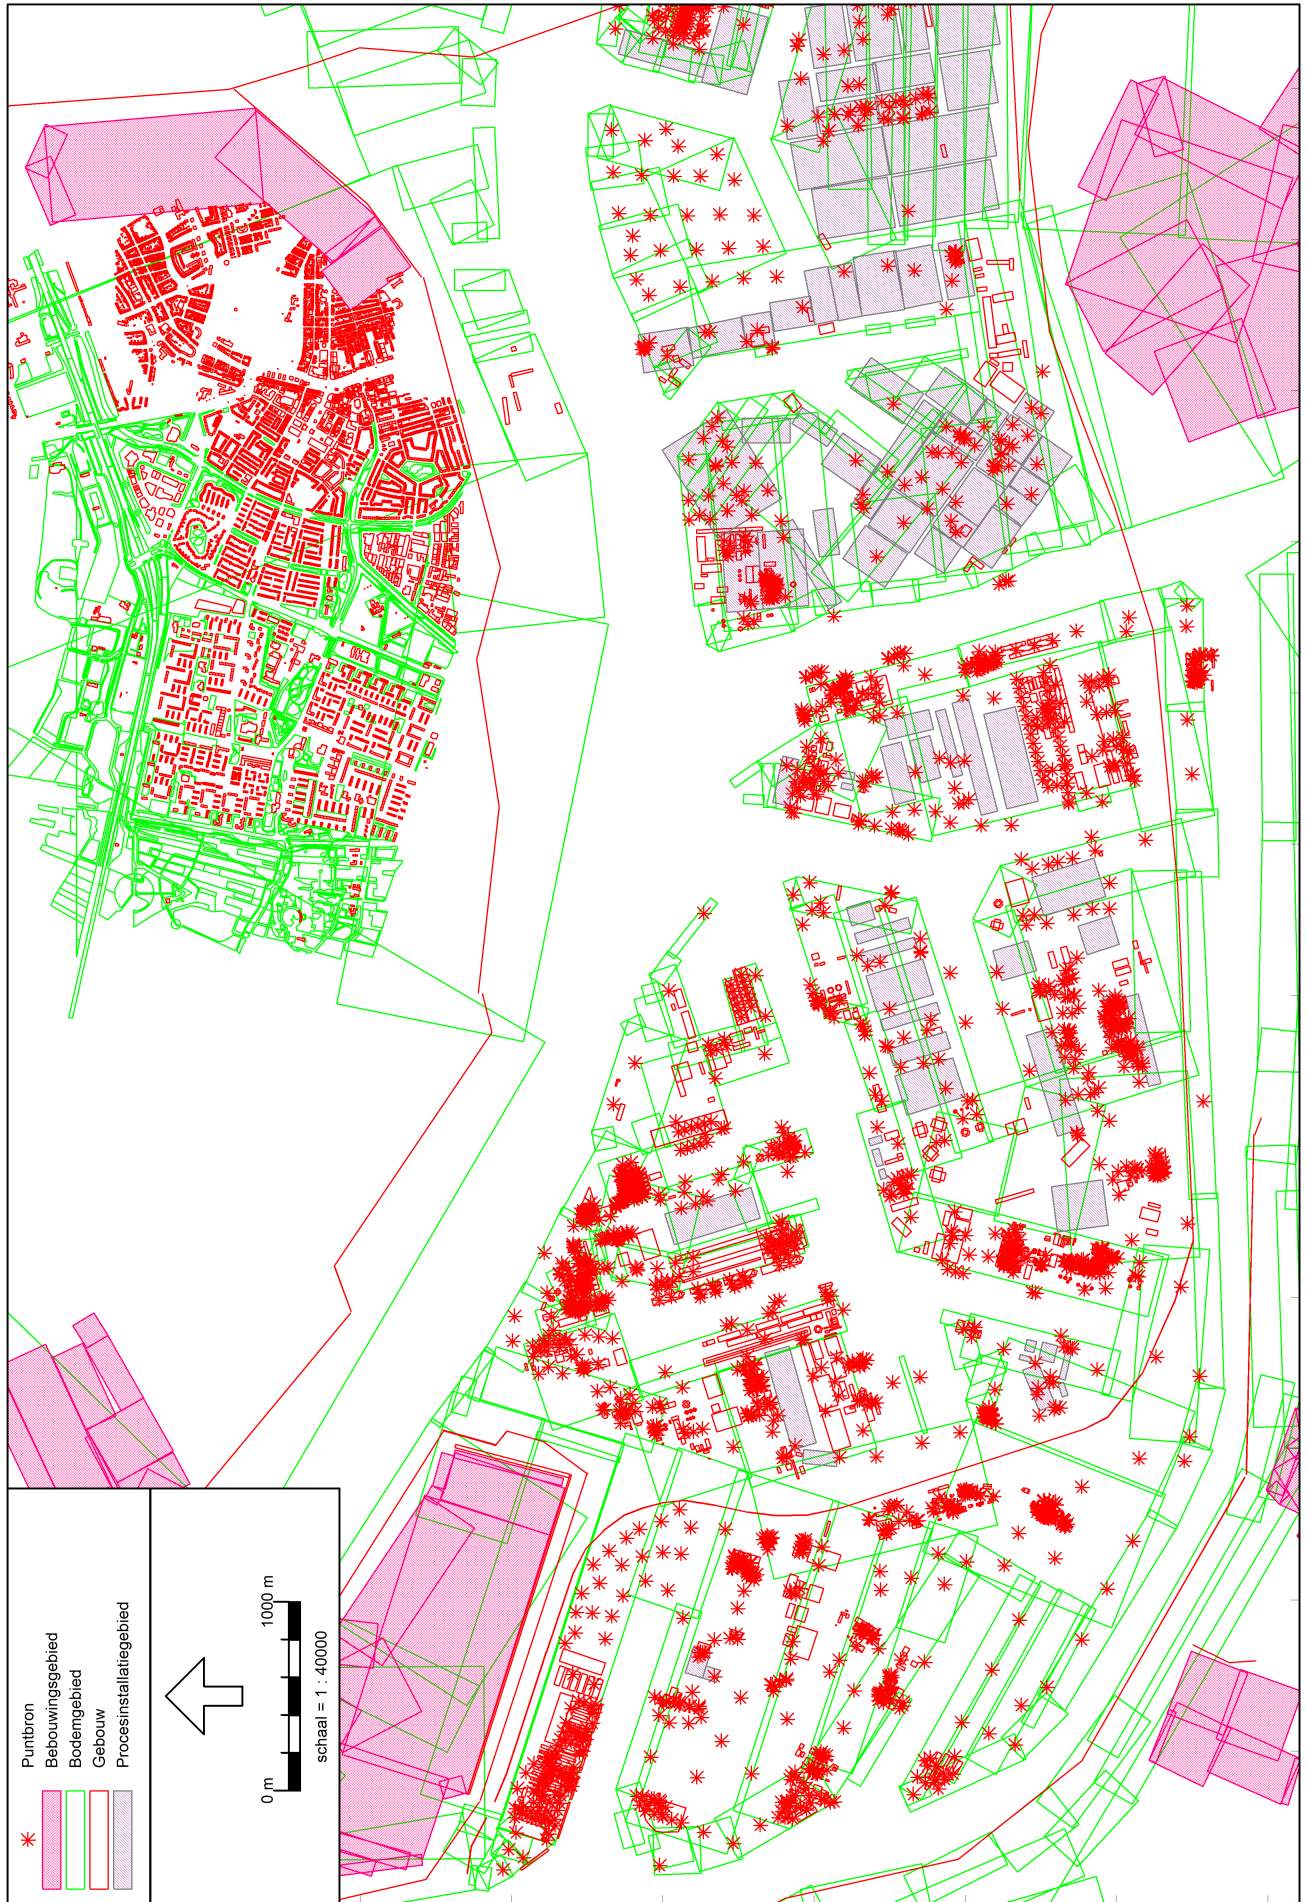 Puntbron
Bebouwingsgebied
Bodemgebied
Gebouw
Procesinstallatiegebied
0 m
1000 m
schaal = 1 : 40000